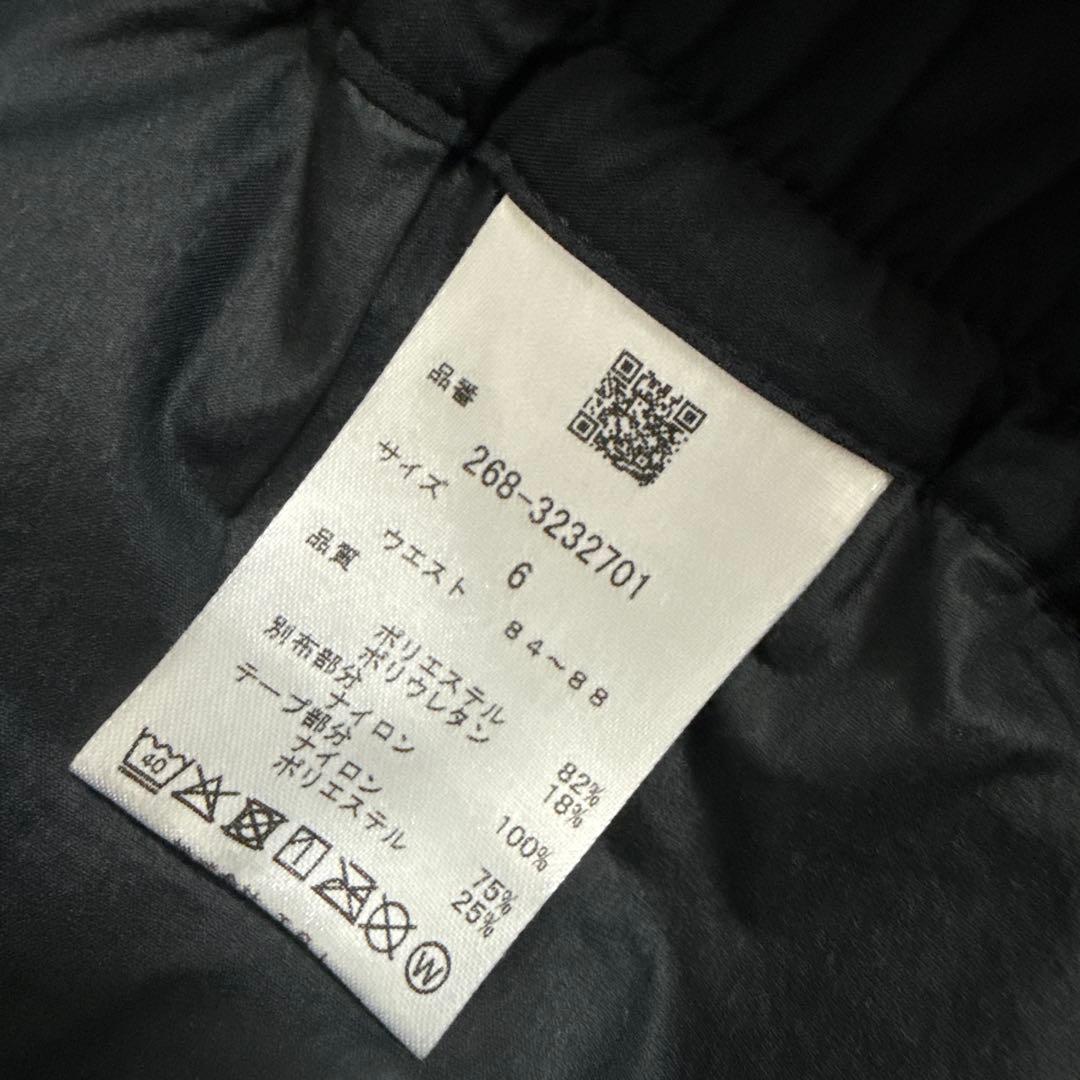 品番
268-3232701
サイズ
6
ウエスト 84~88
品質
ポリエステル 82%
ポリウレタン 18%
別布部分
ナイロン 100%
テープ部分
ナイロン 75%
ポリエステル 25%
40
W